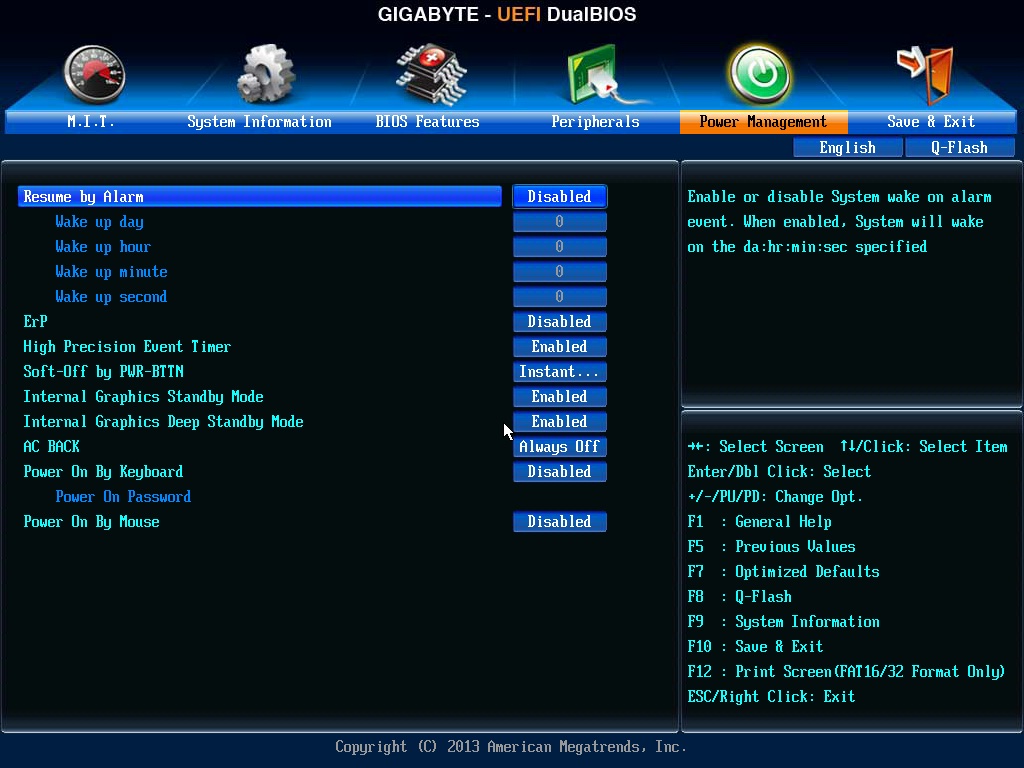 GIGABYTE - UEFI DualBIOS
M.I.T. System Information BIOS Features Peripherals Power Management Save & Exit
English Q-Flash
Resume by Alarm Disabled
Wake up day 0
Wake up hour 0
Wake up minute 0
Wake up second 0
ErP Disabled
High Precision Event Timer Enabled
Soft-Off by PWR-BTTN Instant...
Internal Graphics Standby Mode Enabled
Internal Graphics Deep Standby Mode Enabled
AC BACK Always Off
Power On By Keyboard Disabled
Power On Password
Power On By Mouse Disabled
Enable or disable System wake on alarm
event. When enabled, System will wake
on the da:hr:min:sec specified
→←: Select Screen ↑↓/Click: Select Item
Enter/Dbl Click: Select
+/-/PU/PD: Change Opt.
F1 : General Help
F5 : Previous Values
F7 : Optimized Defaults
F8 : Q-Flash
F9 : System Information
F10 : Save & Exit
F12 : Print Screen(FAT16/32 Format Only)
ESC/Right Click: Exit
Copyright (C) 2013 American Megatrends, Inc.